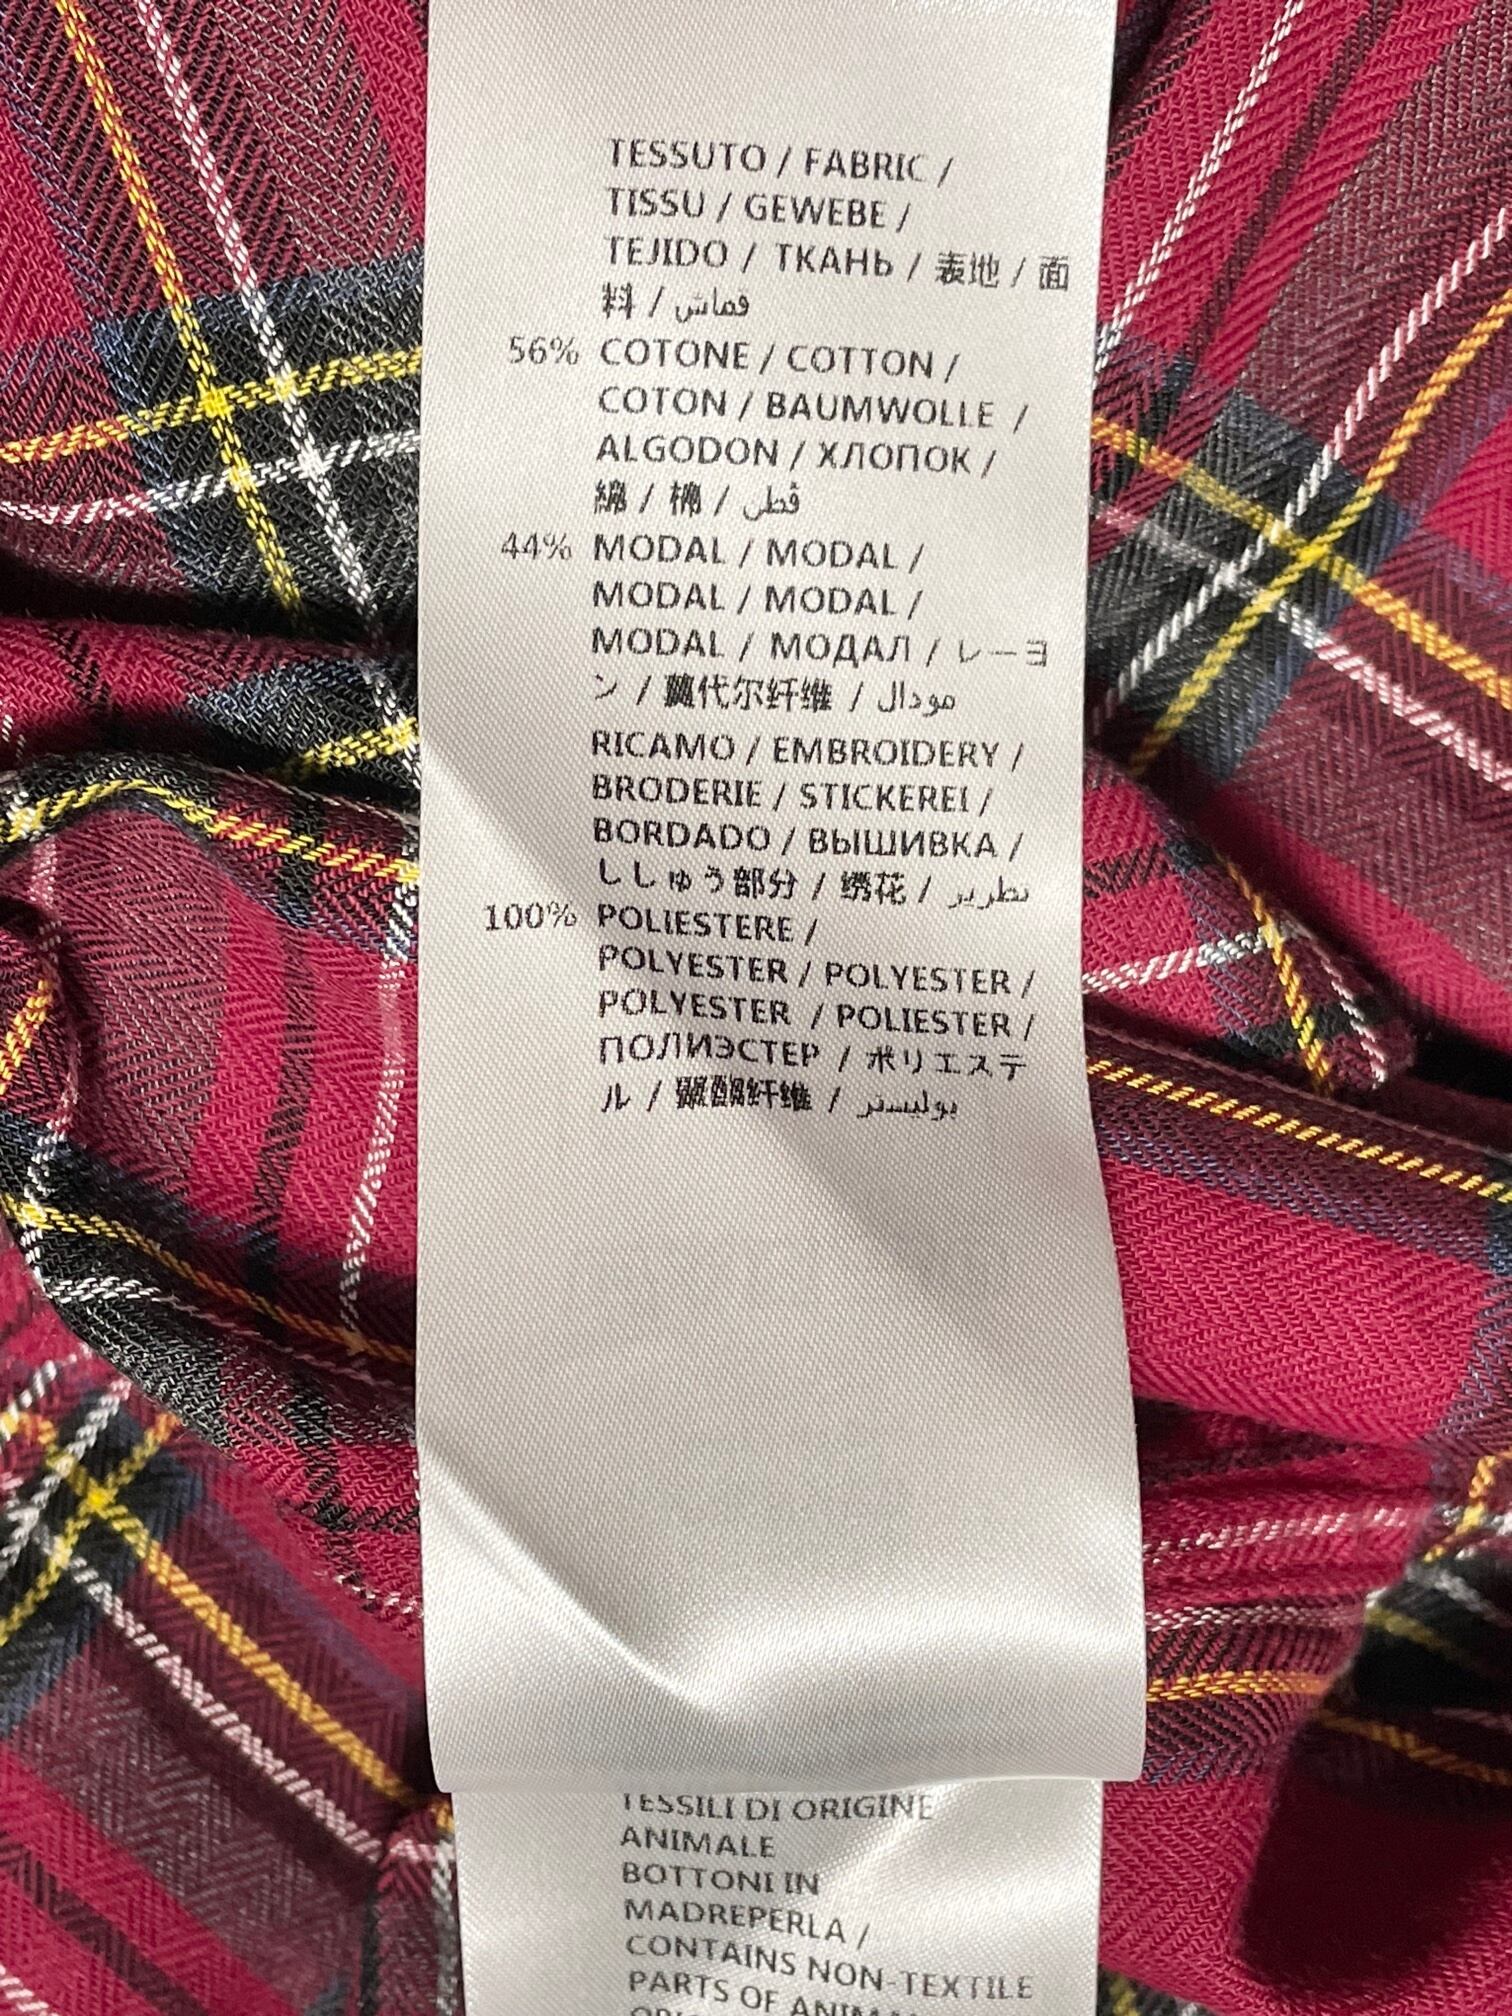 TESSUTO / FABRIC /
TISSU / GEWEBE /
TEJIDO / ТКАНЬ / 表地 / 面
料 / قماش
56% COTONE / COTTON /
COTON / BAUMWOLLE /
ALGODON / ХЛОПОК /
綿 / 棉 / قطن
44% MODAL / MODAL /
MODAL / MODAL /
MODAL / МОДАЛ / レーヨ
ン / 莫代尔纤维 / مودال
RICAMO / EMBROIDERY /
BRODERIE / STICKEREI /
BORDADO / ВЫШИВКА /
ししゅう部分 / 绣花 / تطريز
100% POLIESTERE /
POLYESTER / POLYESTER /
POLYESTER / POLIESTER /
ПОЛИЭСТЕР / ポリエステ
ル / 聚酯纤维 / بوليستر
TESSILI DI ORIGINE
ANIMALE
BOTTONI IN
MADREPERLA /
CONTAINS NON-TEXTILE
PARTS OF